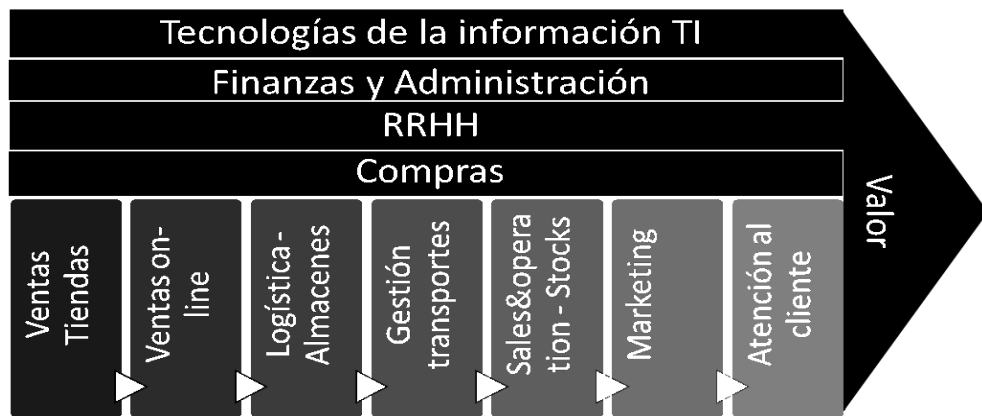 Tecnologías de la información TI
Finanzas y Administración
RRHH
Compras
Valor
Ventas
Tiendas
Ventas on-
line
Logística -
Almacenes
Gestión
transportes
Sales&opera
tion - Stocks
Marketing
Atención al
cliente